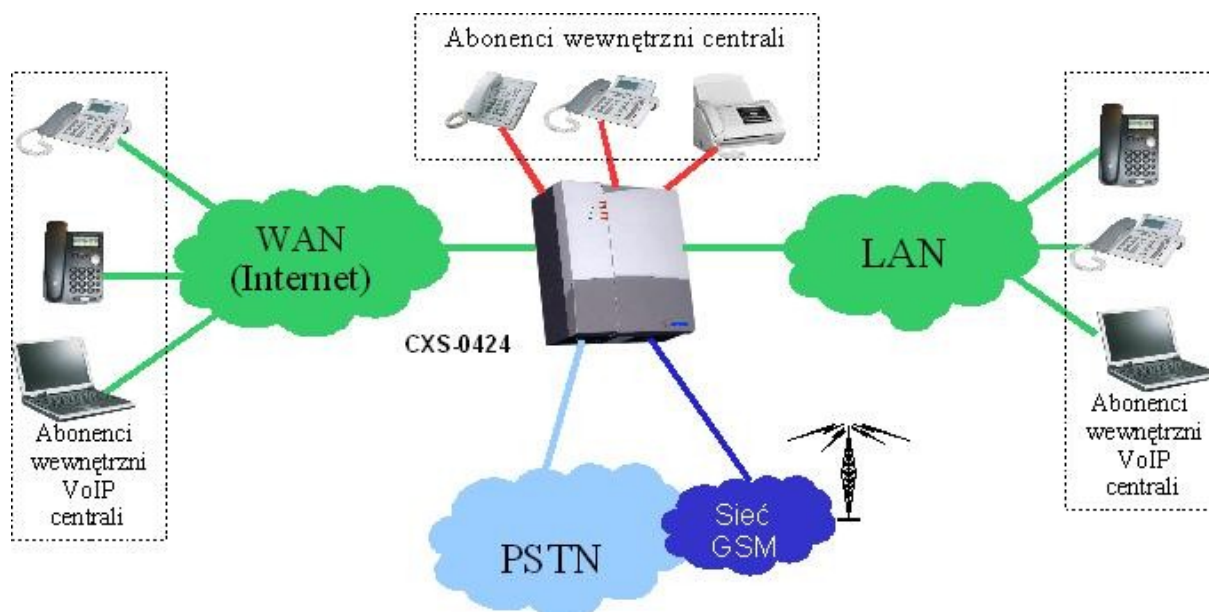 Abonenci wewnętrzni centrali
WAN
(Internet)
LAN
CXS-0424
Abonenci
wewnętrzni
VoIP
centrali
Abonenci
wewnętrzni
VoIP
centrali
PSTN
Sieć
GSM